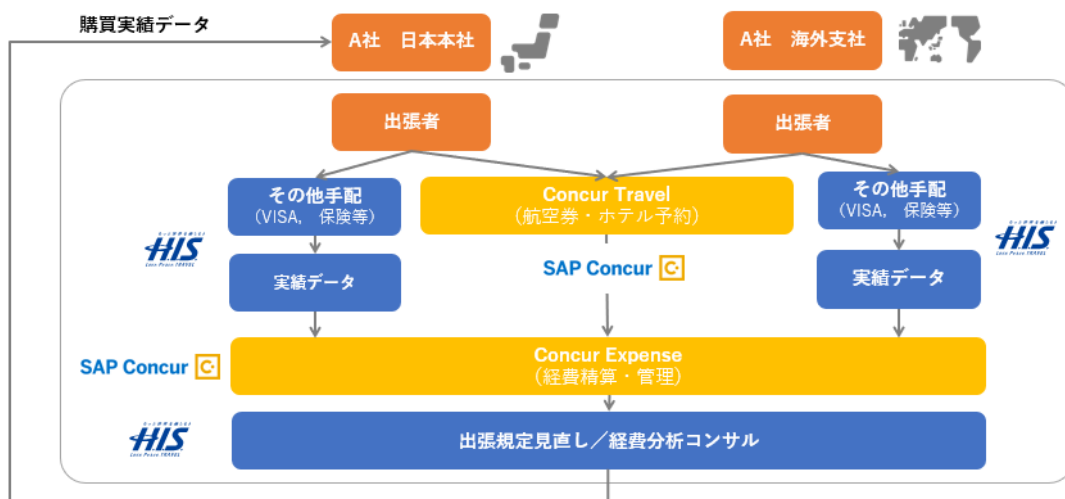 購買実績データ
A社 日本本社
A社 海外支社
出張者
出張者
その他手配
(VISA, 保険等)
Concur Travel
(航空券・ホテル予約)
その他手配
(VISA, 保険等)
HIS
HIS
実績データ
SAP Concur
実績データ
SAP Concur
Concur Expense
(経費精算・管理)
HIS
出張規定見直し／経費分析コンサル